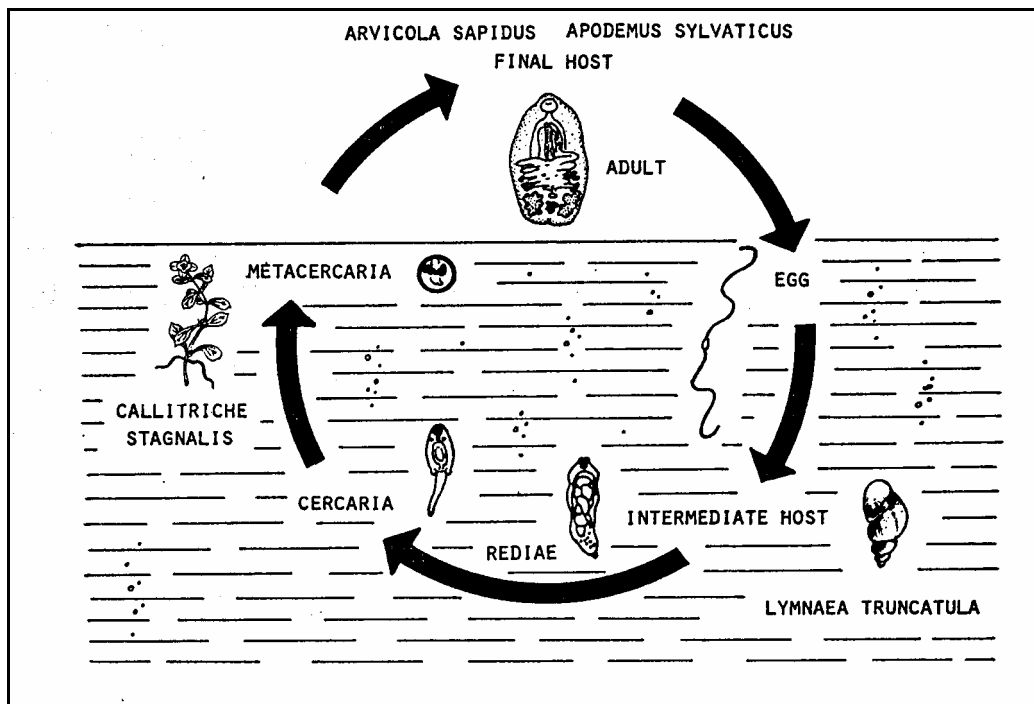 ARVICOLA SAPIDUS APODEMUS SYLVATICUS
FINAL HOST
ADULT
METACERCARIA
EGG
CALLITRICHE
STAGNALIS
CERCARIA
REDIAE
INTERMEDIATE HOST
LYMNAEA TRUNCATULA